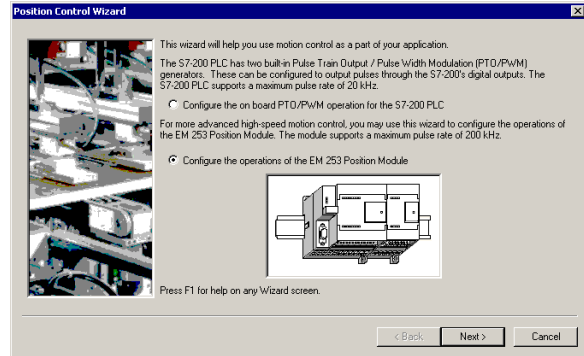 Position Control Wizard
This wizard will help you use motion control as a part of your application.
The S7-200 PLC has two built-in Pulse Train Output / Pulse Width Modulation (PTO/PWM)
generators. These can be configured to output pulses through the S7-200's digital outputs. The
S7-200 PLC supports a maximum pulse rate of 20 kHz.
Configure the on board PTO/PWM operation for the S7-200 PLC
For more advanced high-speed motion control, you may use this wizard to configure the operations of
the EM 253 Position Module. The module supports a maximum pulse rate of 200 kHz.
Configure the operations of the EM 253 Position Module
Press F1 for help on any Wizard screen.
< Back
Next >
Cancel